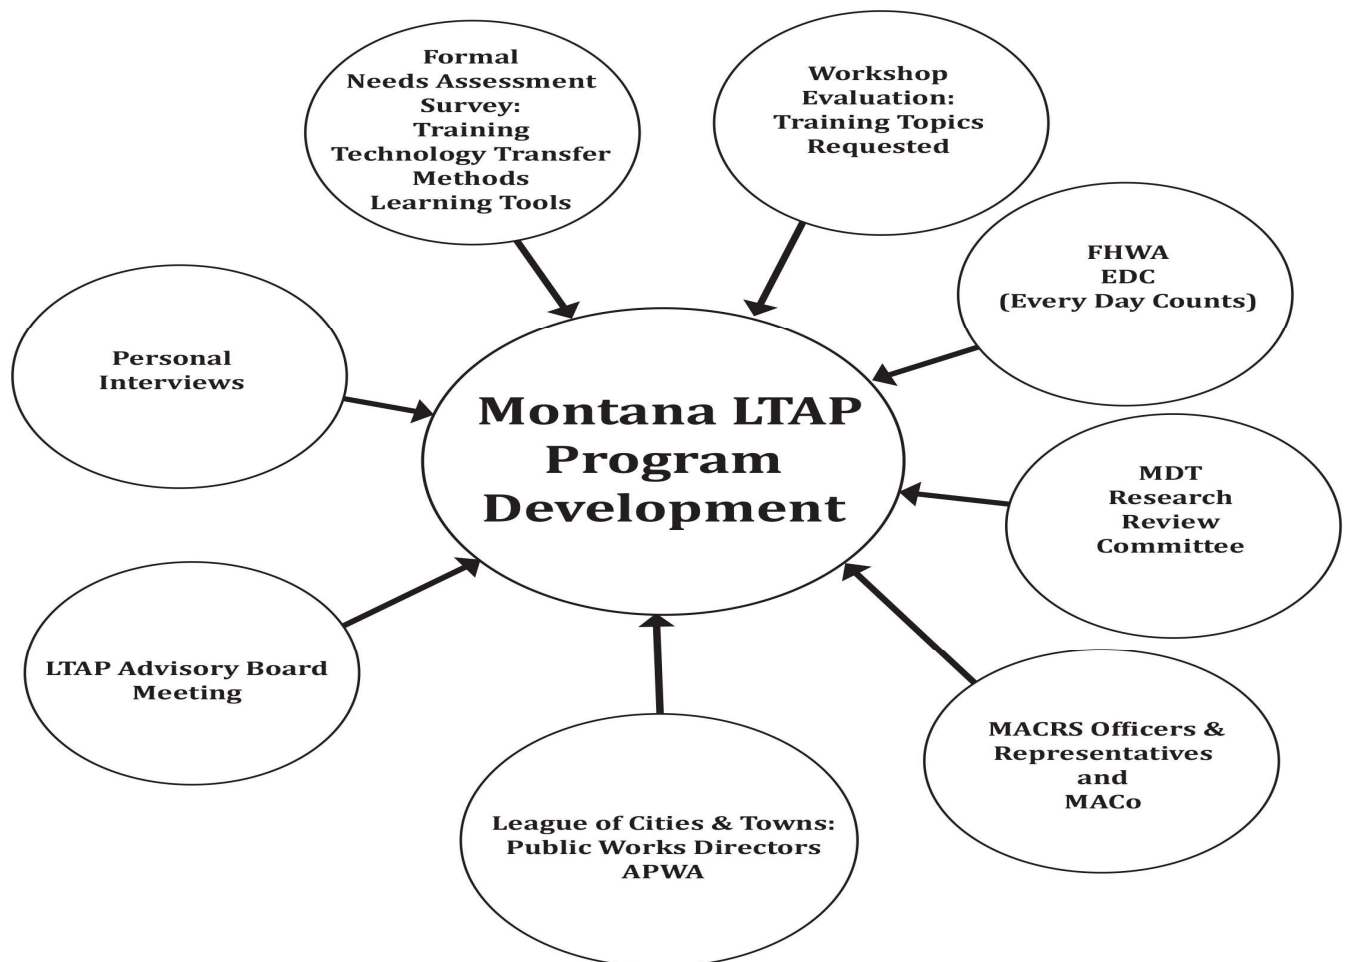 Formal
Needs Assessment
Survey:
Training
Technology Transfer
Methods
Learning Tools
Workshop
Evaluation:
Training Topics
Requested
FHWA
EDC
(Every Day Counts)
Personal
Interviews
Montana LTAP
Program
Development
MDT
Research
Review
Committee
LTAP Advisory Board
Meeting
MACRS Officers &
Representatives
and
MACo
League of Cities & Towns:
Public Works Directors
APWA